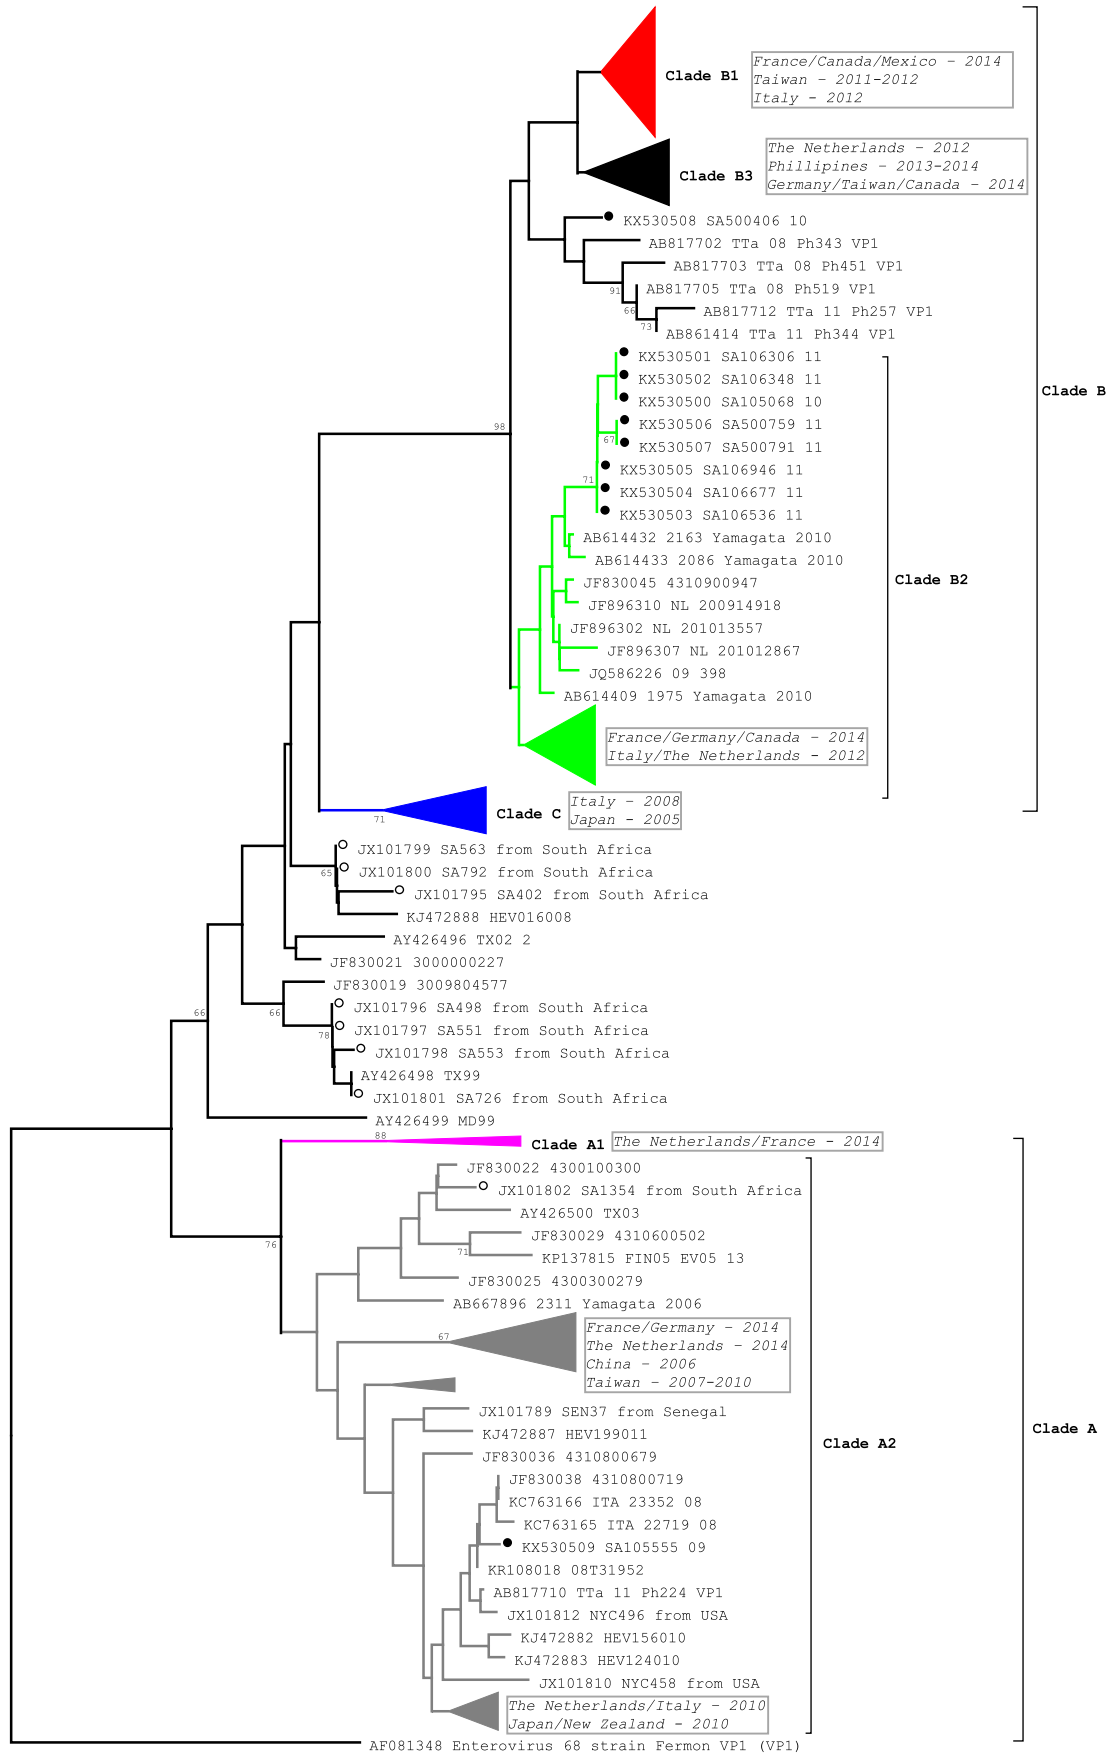 Clade B1
France/Canada/Mexico – 2014
Taiwan – 2011-2012
Italy - 2012
Clade B3
The Netherlands – 2012
Phillipines – 2013-2014
Germany/Taiwan/Canada – 2014
KX530508 SA500406 10
AB817702 TTa 08 Ph343 VP1
AB817703 TTa 08 Ph451 VP1
AB817705 TTa 08 Ph519 VP1
91
AB817712 TTa 11 Ph257 VP1
66
AB861414 TTa 11 Ph344 VP1
73
KX530501 SA106306 11
KX530502 SA106348 11
Clade B
KX530500 SA105068 10
KX530506 SA500759 11
98
KX530507 SA500791 11
67
KX530505 SA106946 11
71
KX530504 SA106677 11
KX530503 SA106536 11
AB614432 2163 Yamagata 2010
AB614433 2086 Yamagata 2010
JF830045 4310900947
Clade B2
JF896310 NL 200914918
JF896302 NL 201013557
JF896307 NL 201012867
JQ586226 09 398
AB614409 1975 Yamagata 2010
France/Germany/Canada – 2014
Italy/The Netherlands – 2012
71
Clade C
Italy – 2008
Japan – 2005
JX101799 SA563 from South Africa
65
JX101800 SA792 from South Africa
JX101795 SA402 from South Africa
KJ472888 HEV016008
AY426496 TX02 2
JF830021 3000000227
JF830019 3009804577
66
66
JX101796 SA498 from South Africa
78
JX101797 SA551 from South Africa
JX101798 SA553 from South Africa
AY426498 TX99
JX101801 SA726 from South Africa
AY426499 MD99
88
Clade A1
The Netherlands/France - 2014
JF830022 4300100300
JX101802 SA1354 from South Africa
AY426500 TX03
JF830029 4310600502
76
71
KP137815 FIN05 EV05 13
JF830025 4300300279
AB667896 2311 Yamagata 2006
67
France/Germany – 2014
The Netherlands – 2014
China – 2006
Taiwan – 2007-2010
JX101789 SEN37 from Senegal
Clade A
KJ472887 HEV199011
Clade A2
JF830036 4310800679
JF830038 4310800719
KC763166 ITA 23352 08
KC763165 ITA 22719 08
KX530509 SA105555 09
KR108018 08T31952
AB817710 TTa 11 Ph224 VP1
JX101812 NYC496 from USA
KJ472882 HEV156010
KJ472883 HEV124010
JX101810 NYC458 from USA
The Netherlands/Italy – 2010
Japan/New Zealand - 2010
AF081348 Enterovirus 68 strain Fermon VP1 (VP1)